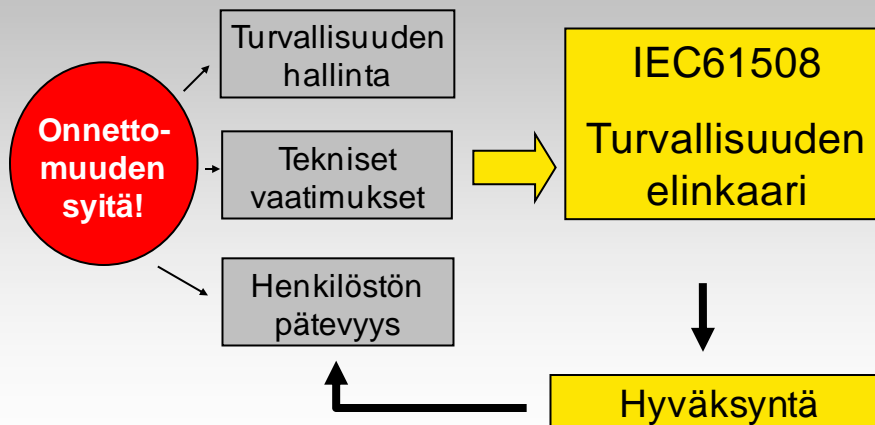 Onnetto-
muuden
syitä!
Turvallisuuden
hallinta
Tekniset
vaatimukset
Henkilöstön
pätevyys
IEC61508
Turvallisuuden
elinkaari
Hyväksyntä